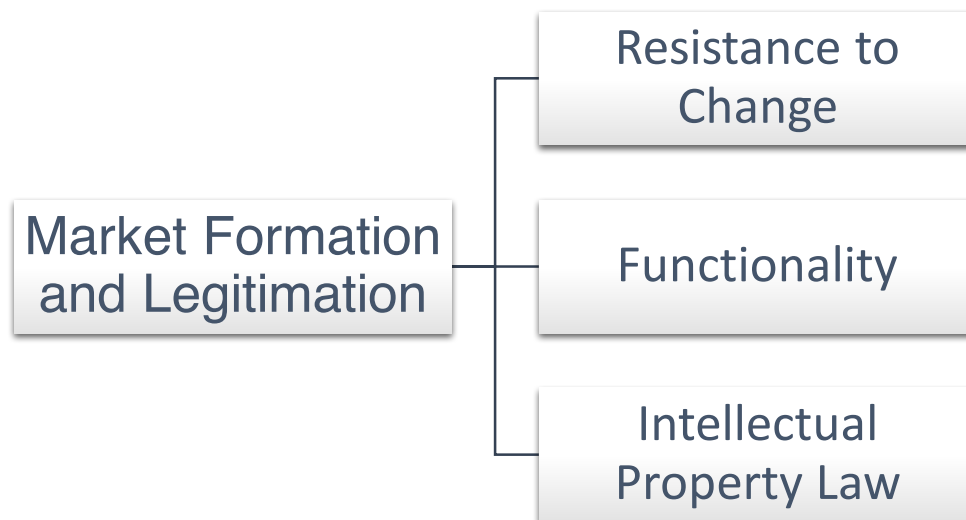 Resistance to
Change
Market Formation
and Legitimation
Functionality
Intellectual
Property Law